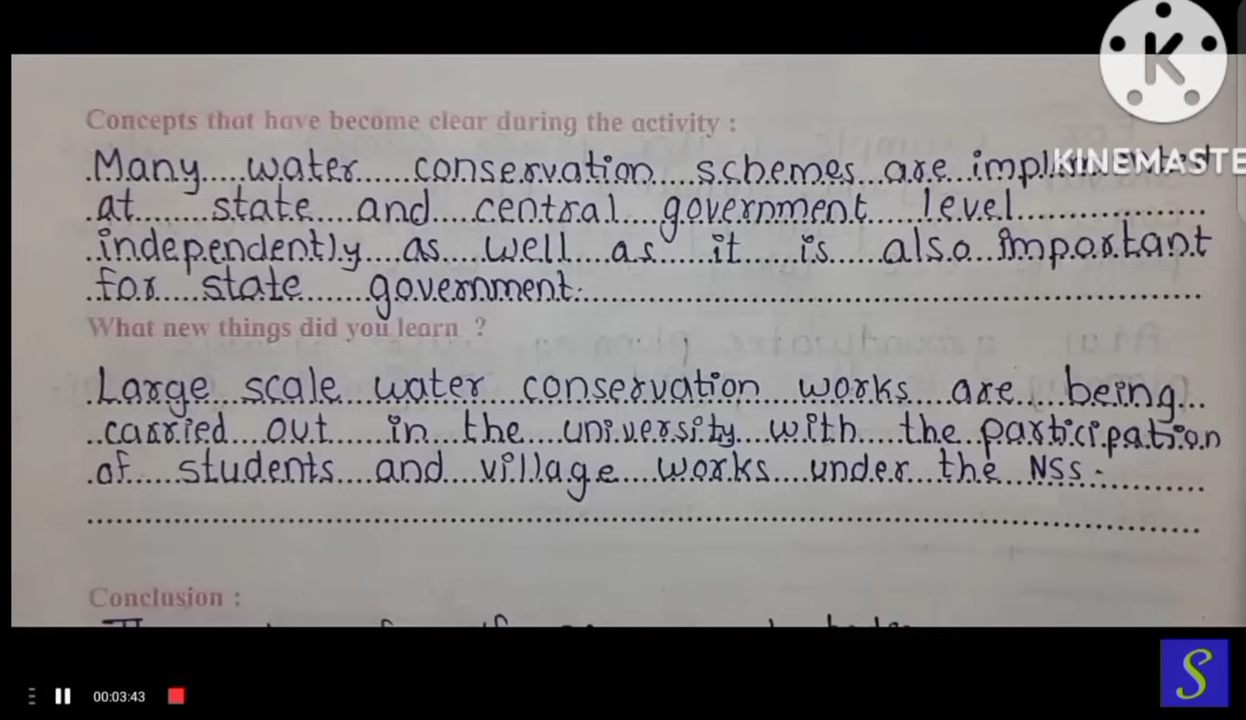 Concepts that have become clear during the activity :
Many water conservation schemes are
at state and central government level
independently as well as it is also important
for state government.
What new things did you learn ?
Large scale water conservation works are being
carried out in the university with the participation
of students and village works under the NSS.
Conclusion :
KINEMASTE
00:03:43
S